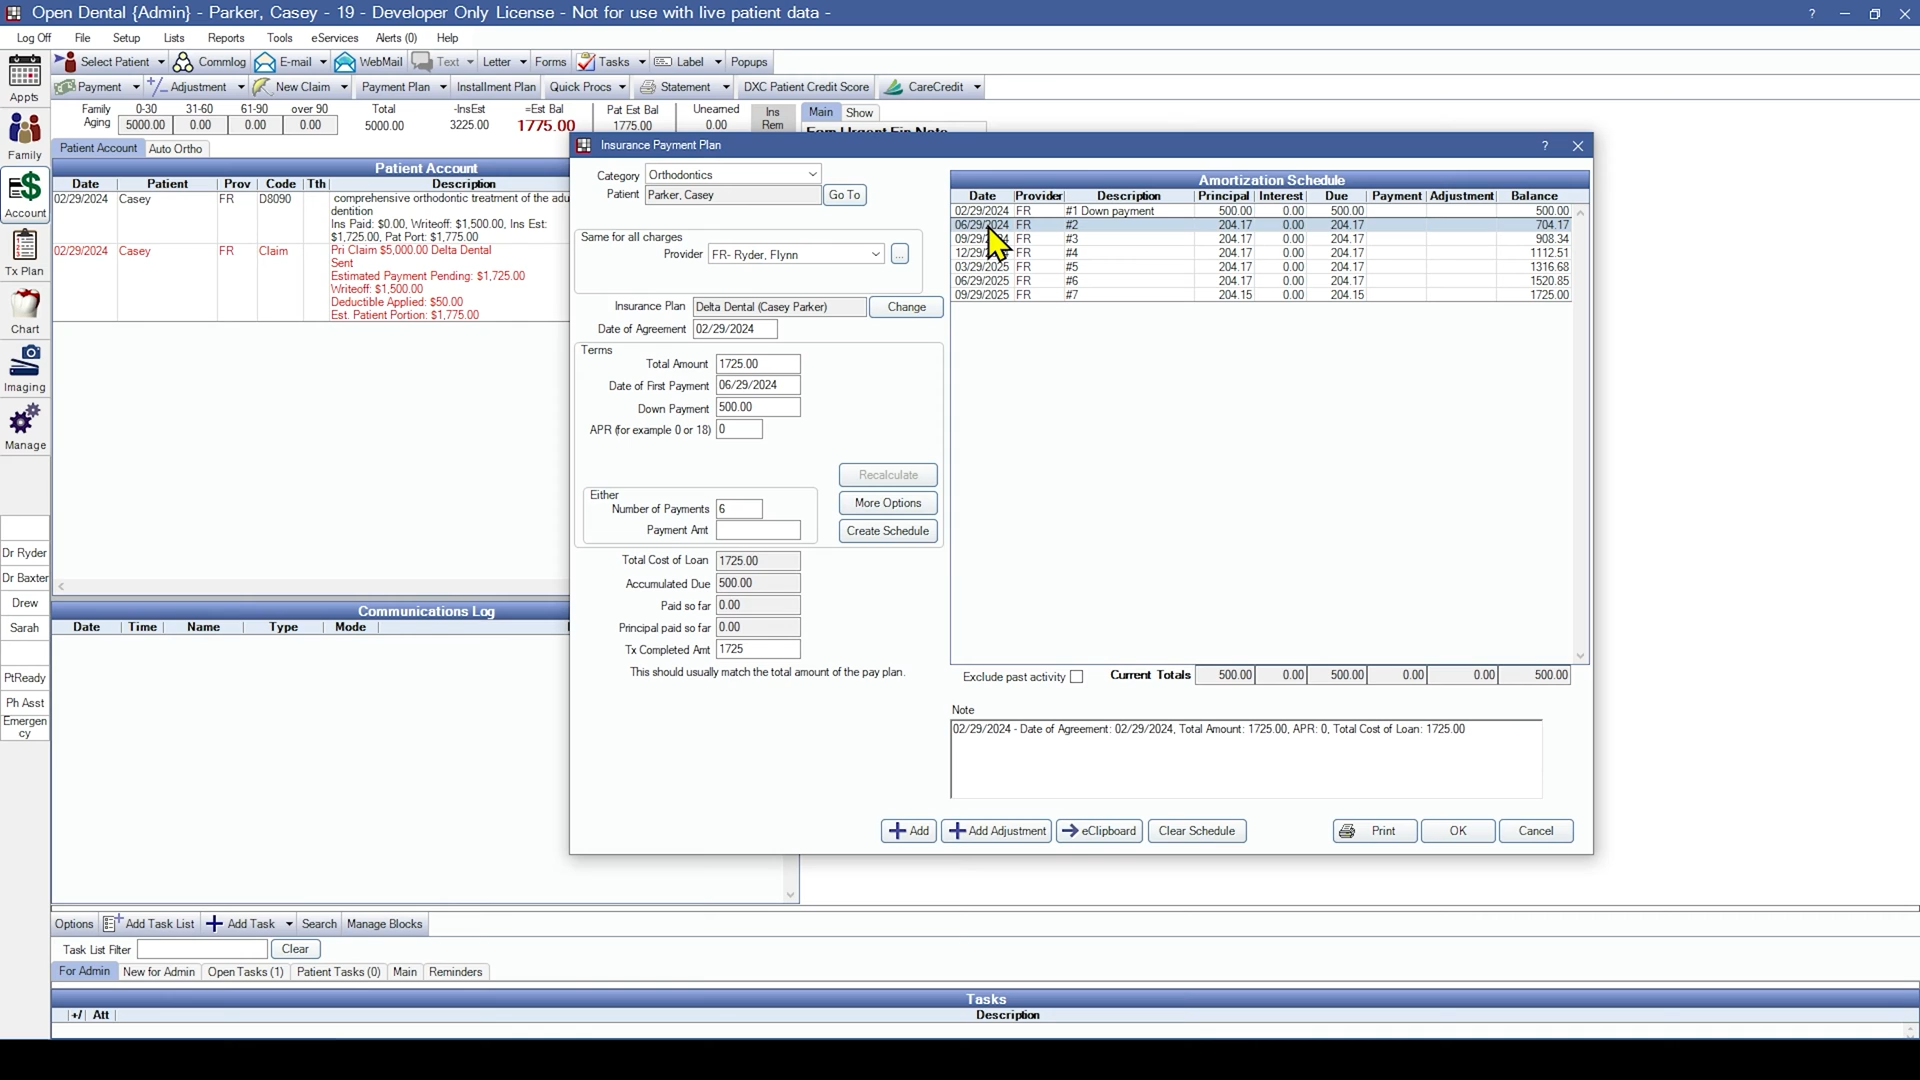 Open Dental {Admin} - Parker, Casey - 19 - Developer Only License - Not for use with live patient data -
Log Off File Setup Lists Reports Tools eServices Alerts (0) Help
Appts
Select Patient Commlog E-mail WebMail Text Letter Forms Tasks Label Popups
Payment Adjustment New Claim Payment Plan Installment Plan Quick Procs Statement DXC Patient Credit Score CareCredit
Family Aging 0-30 31-60 61-90 over 90 Total -InsEst =Est Bal Pat Est Bal Unearned Ins Rem Main Show
5000.00 0.00 0.00 0.00 5000.00 3225.00 1775.00 1775.00 0.00
Fam Urgent Fin Note
Family
Account
Tx Plan
Chart
Imaging
Manage
Dr Ryder
Dr Baxter
Drew
Sarah
PtReady
Ph Asst
Emergen
cy
Patient Account Auto Ortho
Patient Account
Date Patient Prov Code Tth Description
02/29/2024 Casey FR D8090 comprehensive orthodontic treatment of the adu
dentition
Ins Paid: $0.00, Writeoff: $1,500.00, Ins Est:
$1,725.00, Pat Port: $1,775.00
02/29/2024 Casey FR Claim Pri Claim $5,000.00 Delta Dental
Sent
Estimated Payment Pending: $1,725.00
Writeoff: $1,500.00
Deductible Applied: $50.00
Est. Patient Portion: $1,775.00
Communications Log
Date Time Name Type Mode
Insurance Payment Plan
Category Orthodontics
Patient Parker, Casey Go To
Same for all charges
Provider FR- Ryder, Flynn ...
Insurance Plan Delta Dental (Casey Parker) Change
Date of Agreement 02/29/2024
Terms
Total Amount 1725.00
Date of First Payment 06/29/2024
Down Payment 500.00
APR (for example 0 or 18) 0
Recalculate
Either
Number of Payments 6
More Options
Payment Amt
Create Schedule
Total Cost of Loan 1725.00
Accumulated Due 500.00
Paid so far 0.00
Principal paid so far 0.00
Tx Completed Amt 1725
This should usually match the total amount of the pay plan.
Amortization Schedule
Date Provider Description Principal Interest Due Payment Adjustment Balance
02/29/2024 FR #1 Down payment 500.00 0.00 500.00 500.00
06/29/2024 FR #2 204.17 0.00 204.17 704.17
FR #3 204.17 0.00 204.17 908.34
FR #4 204.17 0.00 204.17 1112.51
03/29/2025 FR #5 204.17 0.00 204.17 1316.68
06/29/2025 FR #6 204.17 0.00 204.17 1520.85
09/29/2025 FR #7 204.15 0.00 204.15 1725.00
Exclude past activity Current Totals 500.00 0.00 500.00 0.00 0.00 500.00
Note
02/29/2024 - Date of Agreement: 02/29/2024, Total Amount: 1725.00, APR: 0, Total Cost of Loan: 1725.00
Add Add Adjustment eClipboard Clear Schedule Print OK Cancel
Options Add Task List Add Task Search Manage Blocks
Task List Filter Clear
For Admin New for Admin Open Tasks (1) Patient Tasks (0) Main Reminders
Tasks
+/ Att Description